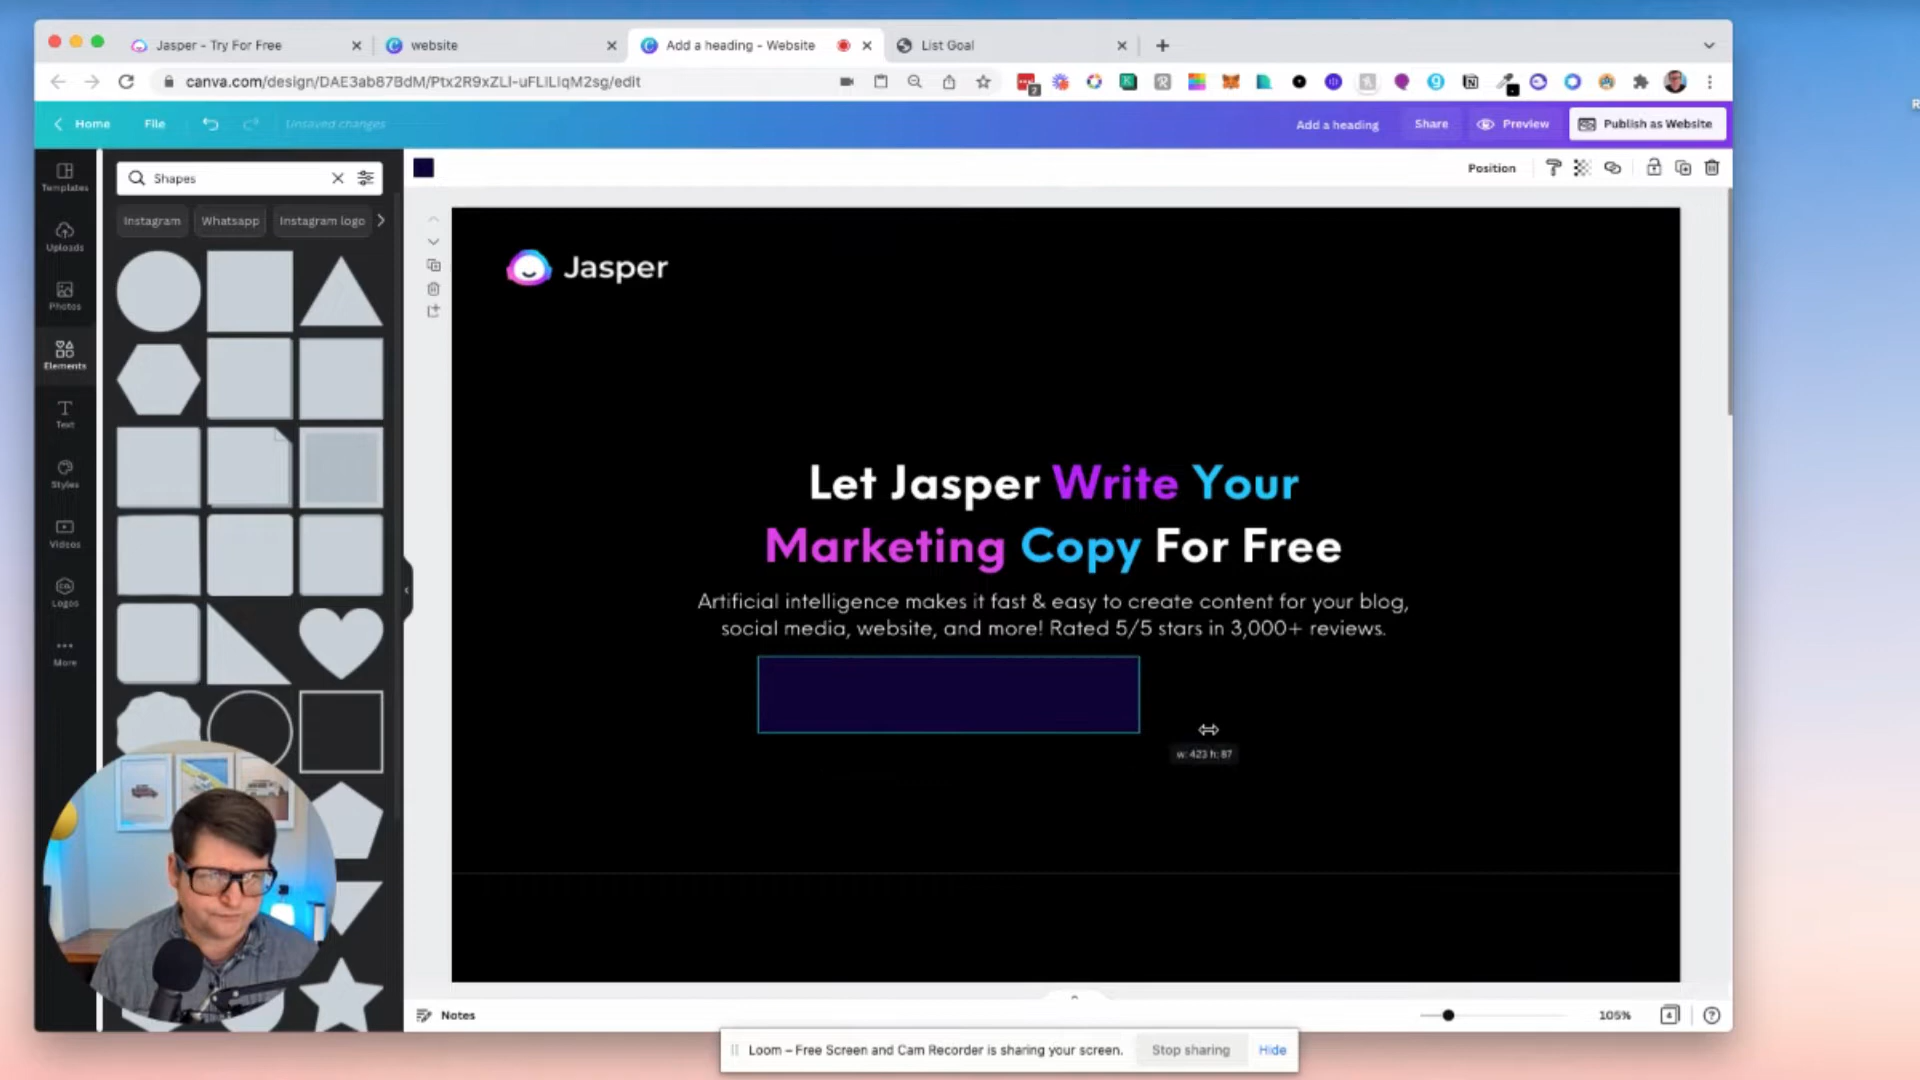 Jasper - Try For Free
website
Add a heading - Website
List Goal
canva.com/design/DAE3ab87BdM/Ptx2R9xZLI-uFLILIqM2sg/edit
Home
File
Unsaved changes
Add a heading
Share
Preview
Publish as Website
Templates
Uploads
Photos
Elements
Text
Styles
Videos
Logos
More
Shapes
Instagram
Whatsapp
Instagram logo
Position
Jasper
Let Jasper Write Your
Marketing Copy For Free
Artificial intelligence makes it fast & easy to create content for your blog,
social media, website, and more! Rated 5/5 stars in 3,000+ reviews.
w: 423 h: 87
Notes
105%
4
Loom – Free Screen and Cam Recorder is sharing your screen.
Stop sharing
Hide